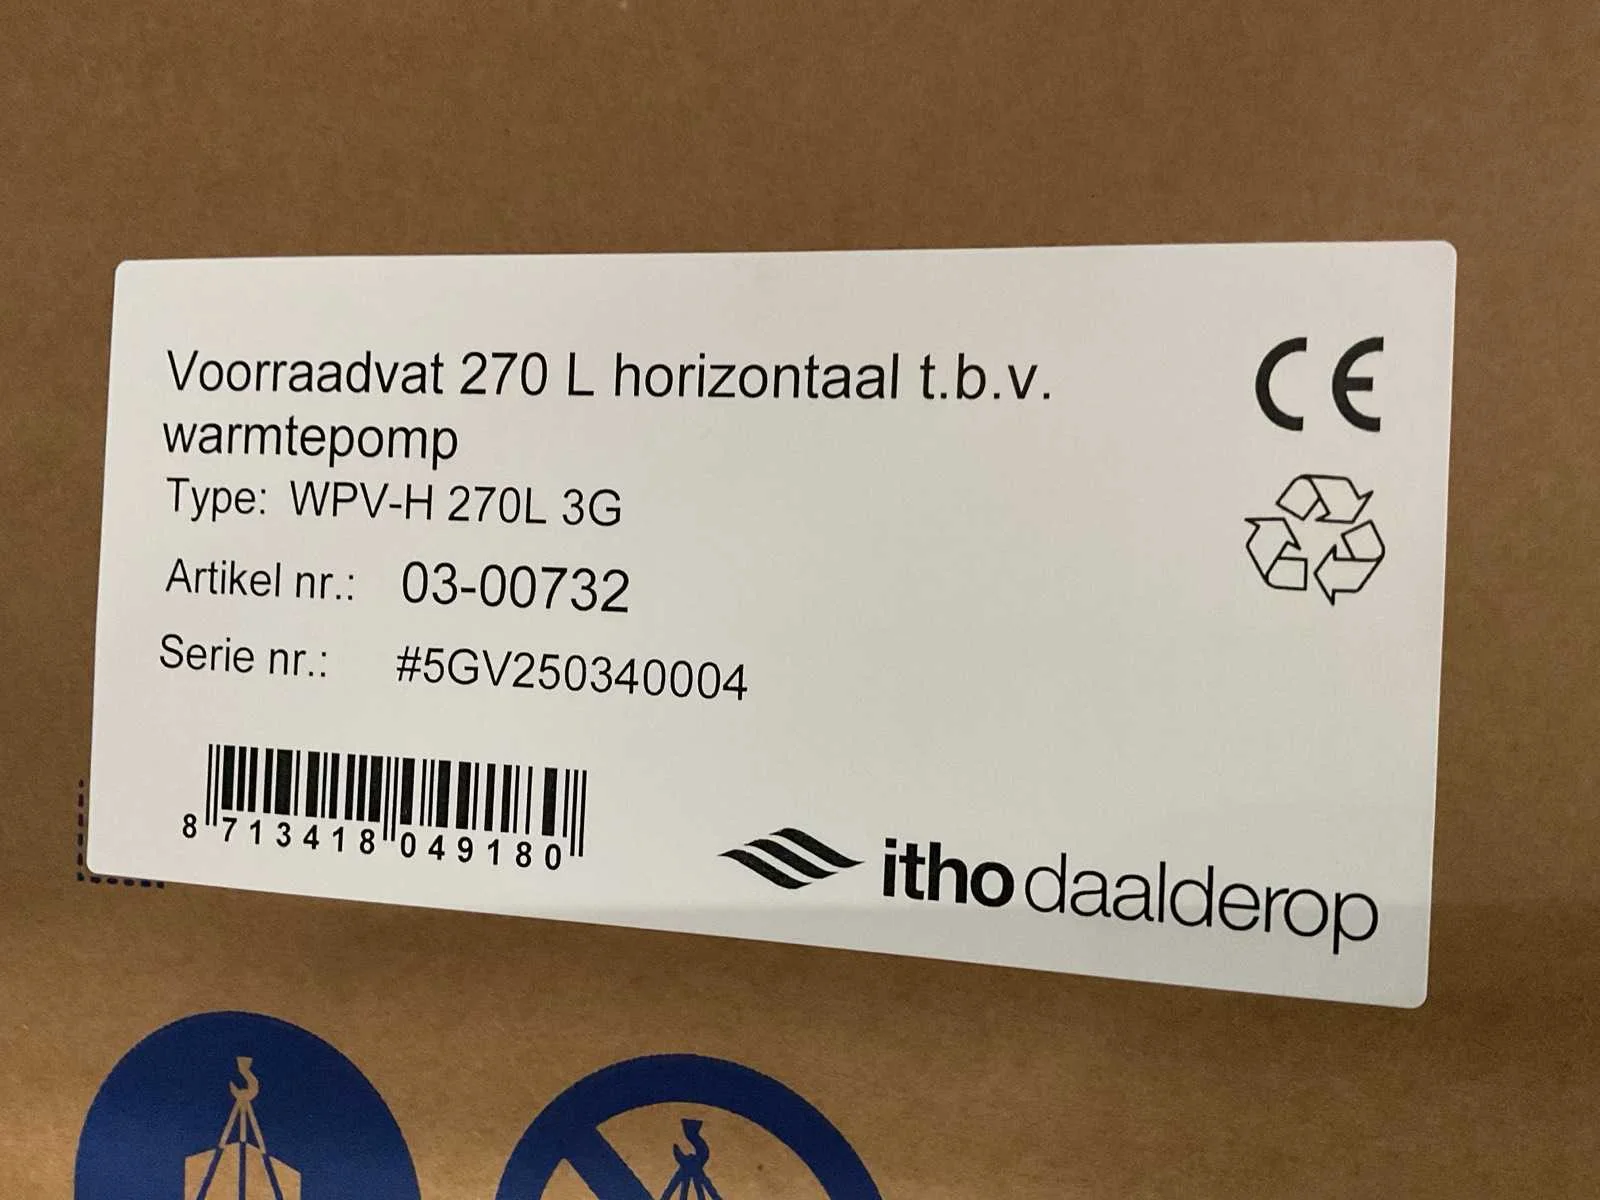 Voorraadvat 270 L horizontaal t.b.v.
warmtepomp
Type: WPV-H 270L 3G
Artikel nr.: 03-00732
Serie nr.: #5GV250340004
8 713418 049180
itho daalderop
CE